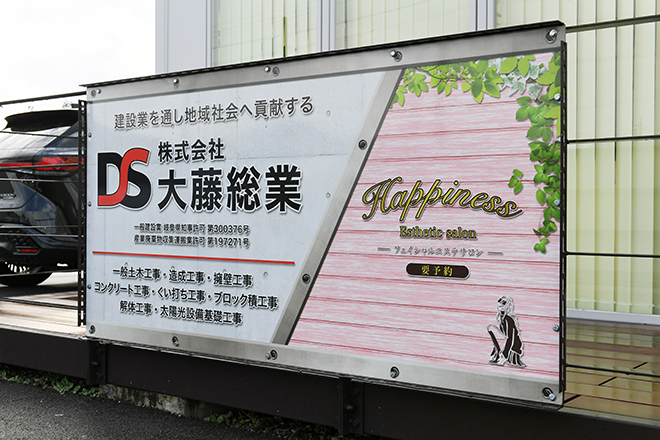 建設業を通し地域社会へ貢献する
DS
株式会社
大藤総業
一般建設業 岐阜県知事許可 第300376号
産業廃棄物収集運搬業許可 第197271号
一般土木工事・造成工事・擁壁工事
コンクリート工事・ぐい打ち工事・ブロック積工事
解体工事・太陽光設備基礎工事
Happiness
Esthetic salon
フェイシャルエステサロン
要予約